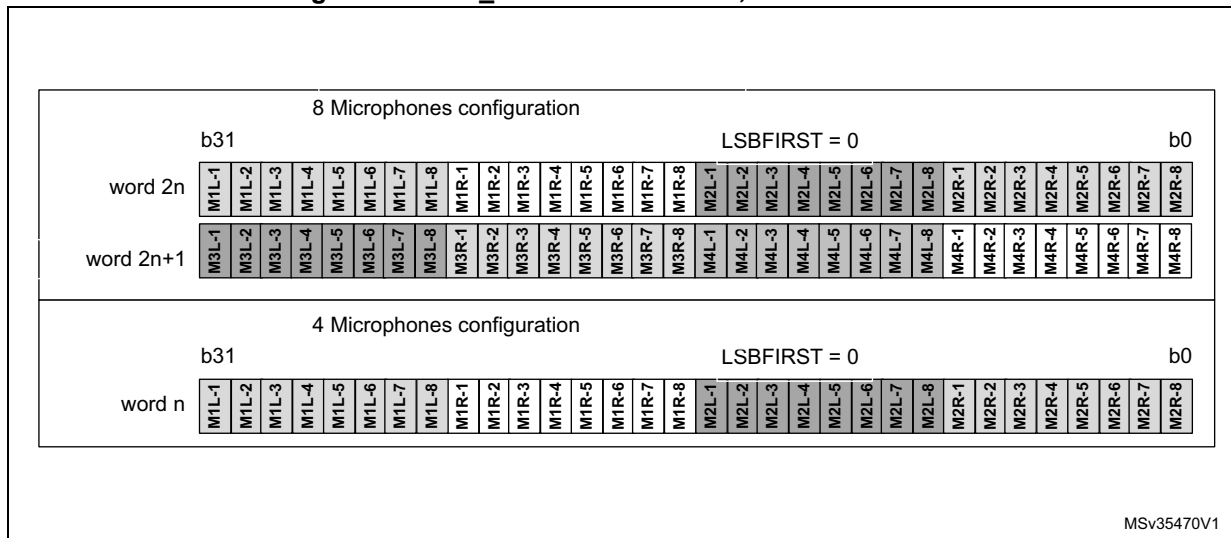 8 Microphones configuration
b31 LSBFIRST = 0 b0
word 2n M1L-1 M1L-2 M1L-3 M1L-4 M1L-5 M1L-6 M1L-7 M1L-8 M1R-1 M1R-2 M1R-3 M1R-4 M1R-5 M1R-6 M1R-7 M1R-8 M2L-1 M2L-2 M2L-3 M2L-4 M2L-5 M2L-6 M2L-7 M2L-8 M2R-1 M2R-2 M2R-3 M2R-4 M2R-5 M2R-6 M2R-7 M2R-8
word 2n+1 M3L-1 M3L-2 M3L-3 M3L-4 M3L-5 M3L-6 M3L-7 M3L-8 M3R-1 M3R-2 M3R-3 M3R-4 M3R-5 M3R-6 M3R-7 M3R-8 M4L-1 M4L-2 M4L-3 M4L-4 M4L-5 M4L-6 M4L-7 M4L-8 M4R-1 M4R-2 M4R-3 M4R-4 M4R-5 M4R-6 M4R-7 M4R-8
4 Microphones configuration
b31 LSBFIRST = 0 b0
word n M1L-1 M1L-2 M1L-3 M1L-4 M1L-5 M1L-6 M1L-7 M1L-8 M1R-1 M1R-2 M1R-3 M1R-4 M1R-5 M1R-6 M1R-7 M1R-8 M2L-1 M2L-2 M2L-3 M2L-4 M2L-5 M2L-6 M2L-7 M2L-8 M2R-1 M2R-2 M2R-3 M2R-4 M2R-5 M2R-6 M2R-7 M2R-8
MSv35470V1